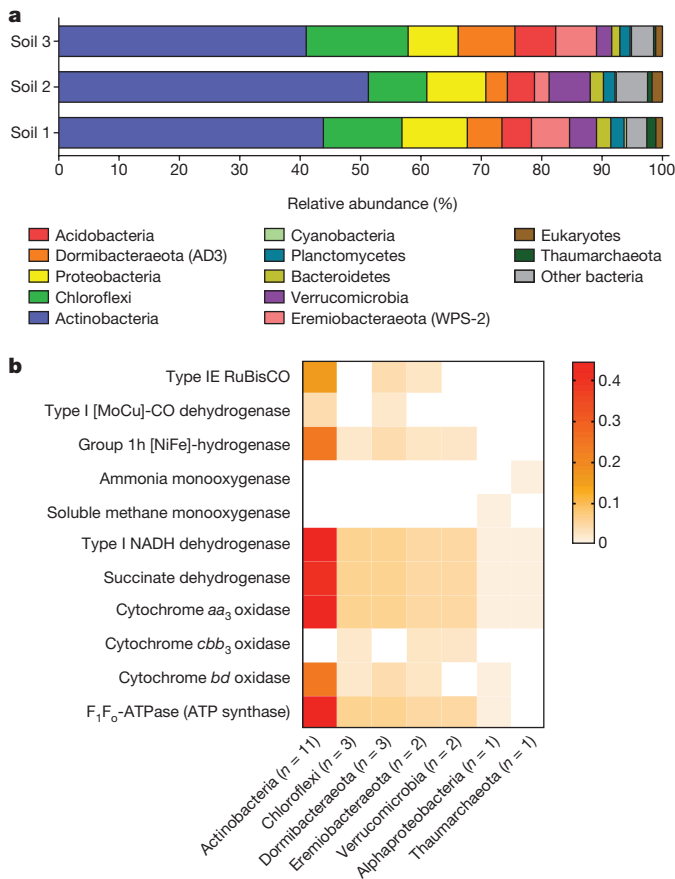 a
Soil 3
Soil 2
Soil 1
0 10 20 30 40 50 60 70 80 90 100
Relative abundance (%)
Acidobacteria
Dormibacteraeota (AD3)
Proteobacteria
Chloroflexi
Actinobacteria
Cyanobacteria
Planctomycetes
Bacteroidetes
Verrucomicrobia
Eremiobacteraeota (WPS-2)
Eukaryotes
Thaumarchaeota
Other bacteria
b
Type IE RuBisCO
Type I [MoCu]-CO dehydrogenase
Group 1h [NiFe]-hydrogenase
Ammonia monooxygenase
Soluble methane monooxygenase
Type I NADH dehydrogenase
Succinate dehydrogenase
Cytochrome aa₃ oxidase
Cytochrome cbb₃ oxidase
Cytochrome bd oxidase
F₁Fₒ-ATPase (ATP synthase)
Actinobacteria (n = 11)
Chloroflexi (n = 3)
Dormibacteraeota (n = 3)
Eremiobacteraeota (n = 2)
Verrucomicrobia (n = 2)
Alphaproteobacteria (n = 1)
Thaumarchaeota (n = 1)
0.4
0.3
0.2
0.1
0